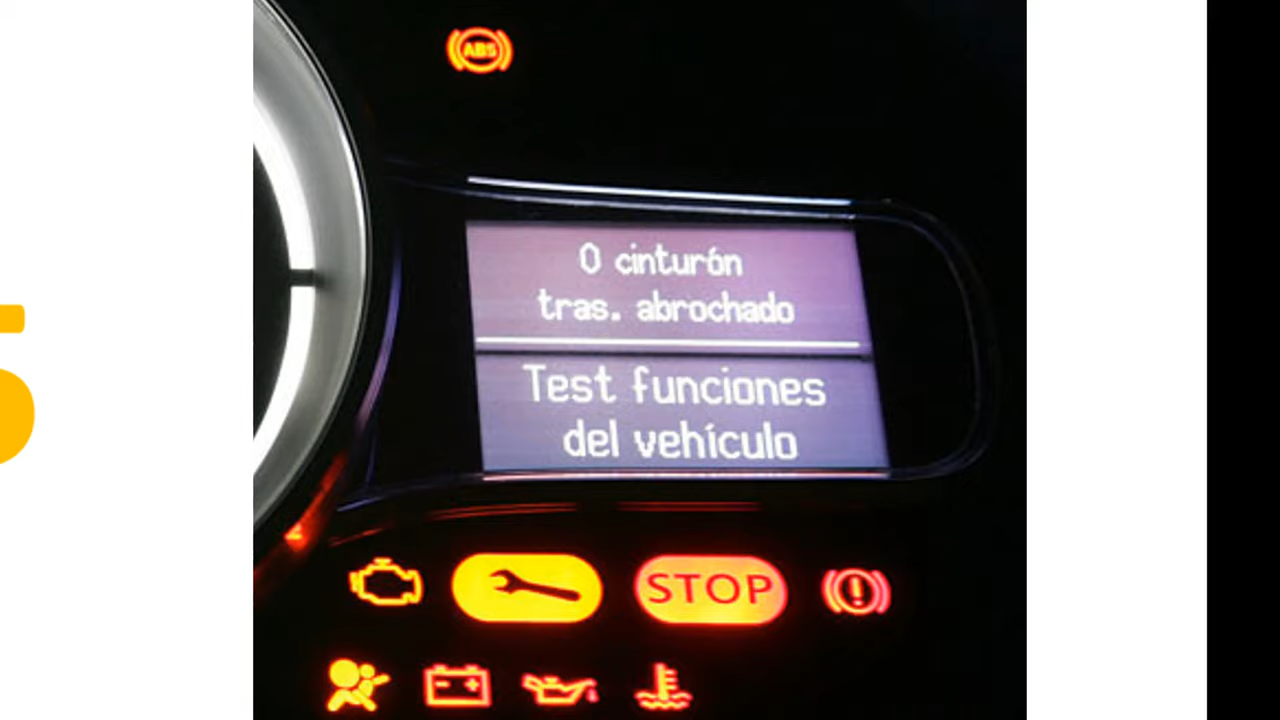 ABS
0 cinturón
tras. abrochado
Test funciones
del vehículo
STOP